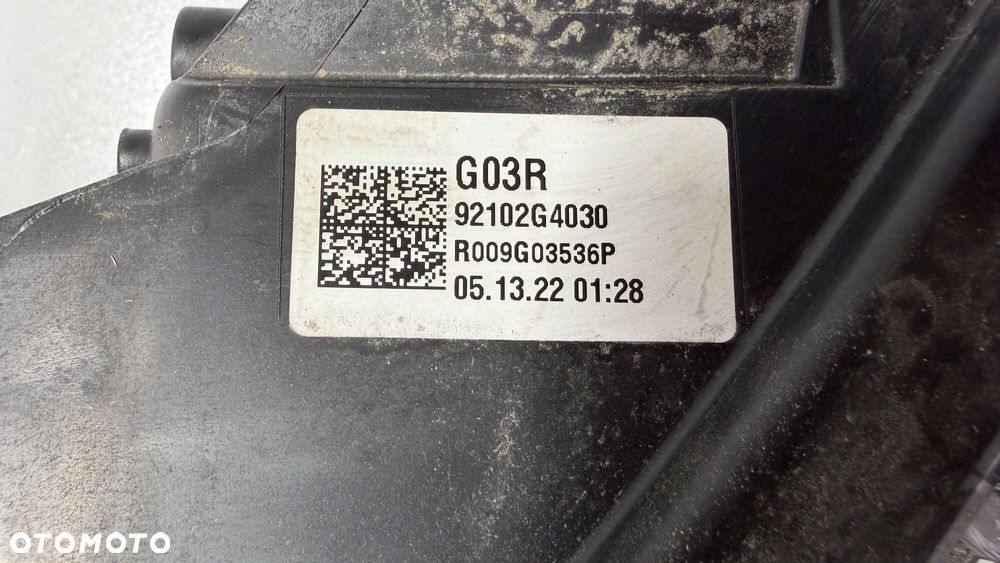 G03R
92102G4030
R009G03536P
05.13.22 01:28
OTOMOTO